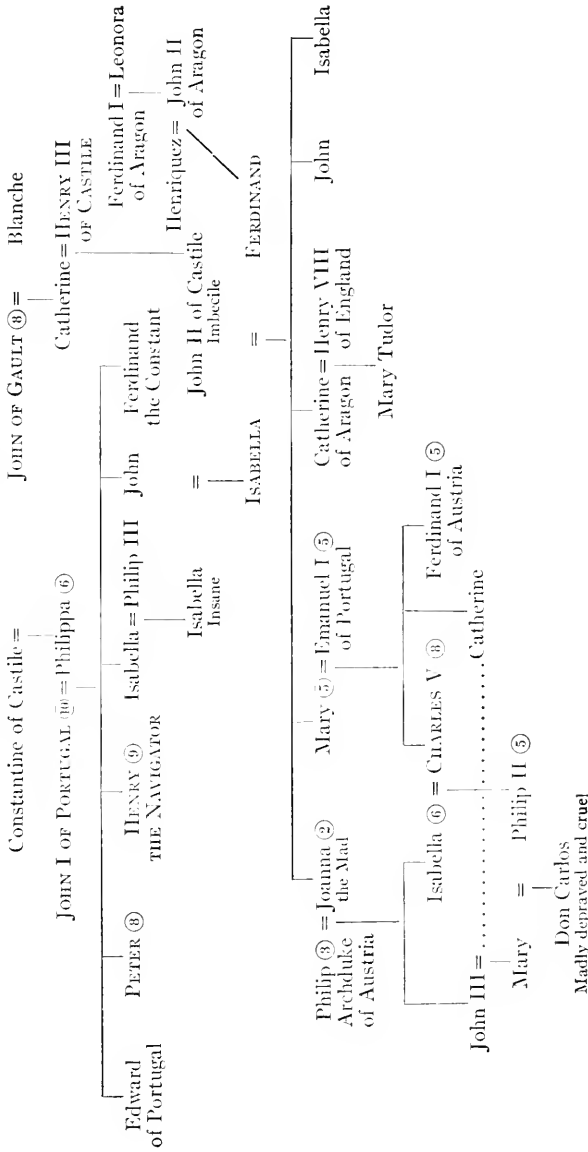 Constantine of Castile =
JOHN OF GAULT ⑧ = Blanche
JOHN I OF PORTUGAL ⑩ = Philippa ⑥
Catherine = HENRY III
OF CASTILE
Ferdinand I = Leonora
of Aragon
Edward
of Portugal
PETER ⑧
HENRY ⑨
THE NAVIGATOR
Isabella = Philip III
John
Ferdinand
the Constant
Henriquez = John II
of Aragon
Isabella
Insane
=
John II of Castile
Imbecile
ISABELLA
=
FERDINAND
Philip ③ = Joanna ②
Archduke the Mad
of Austria
Mary ⑤ = Emanuel I ⑤
of Portugal
Catherine = Henry VIII
of Aragon of England
John
Isabella
Mary Tudor
Isabella ⑥ = CHARLES V ⑧
Ferdinand I ⑤
of Austria
John III = Catherine
Mary
=
Philip II ⑤
Don Carlos
Madly depraved and cruel